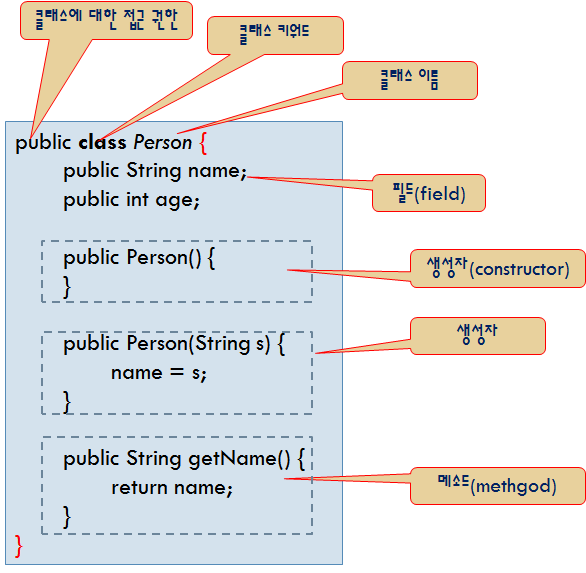 클래스에 대한 접근 권한
클래스 키워드
클래스 이름
public class Person {
public String name;
public int age;
필드(field)
public Person() {
}
생성자(constructor)
public Person(String s) {
name = s;
}
생성자
public String getName() {
return name;
}
메소드(methgod)
}